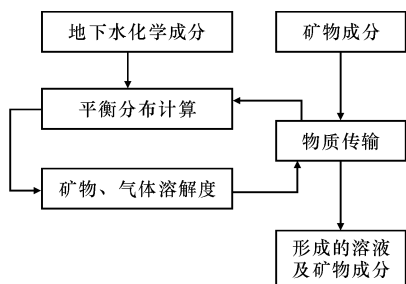 地下水化学成分
矿物成分
平衡分布计算
物质传输
矿物、气体溶解度
形成的溶液
及矿物成分